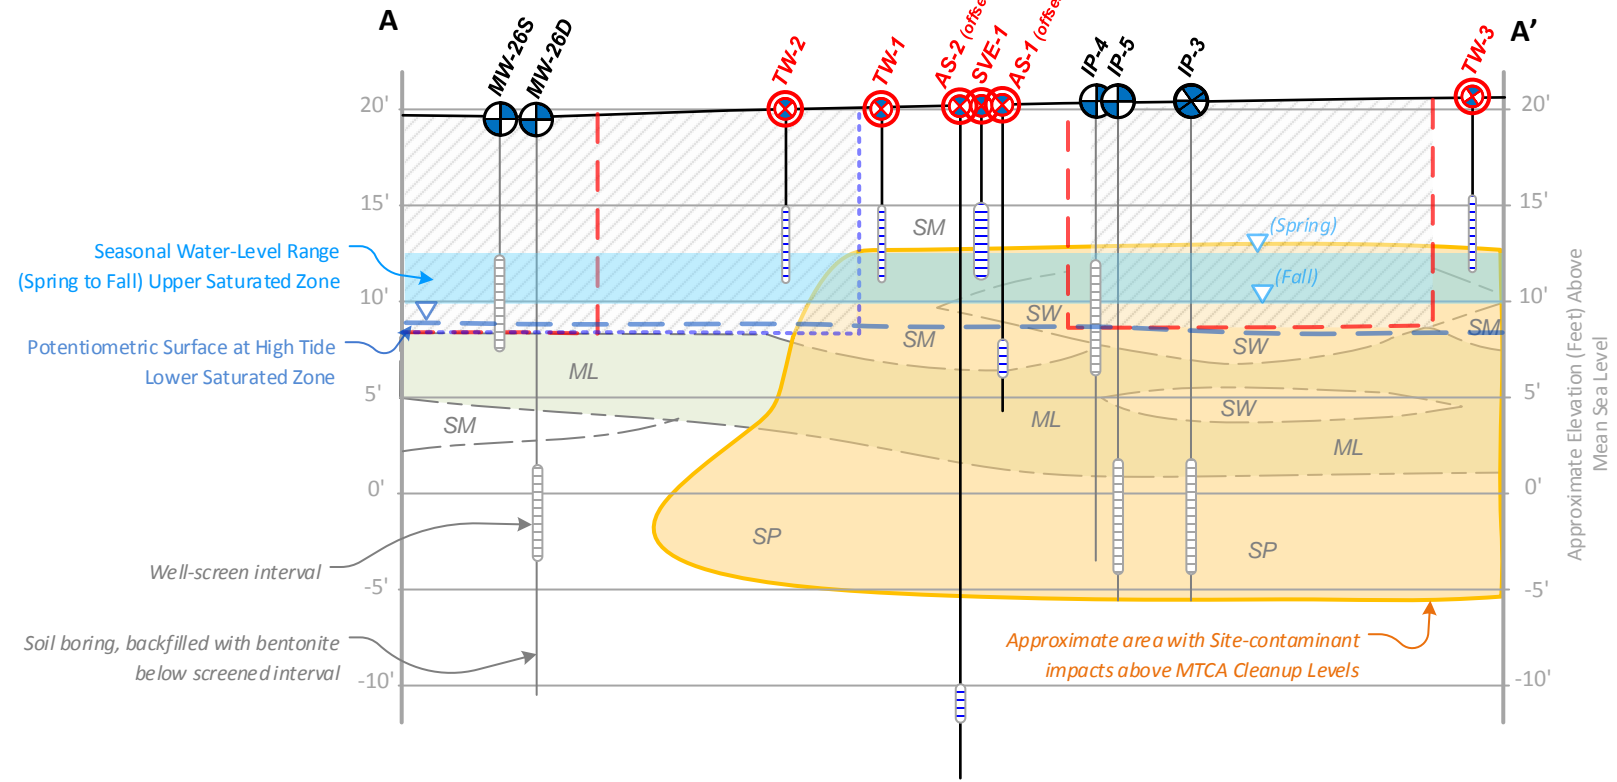 A
A’
MW-26S
MW-26D
TW-2
TW-1
AS-2 (offse
SVE-1
AS-1 (offse
IP-4
IP-5
IP-3
TW-3
20'
20'
15'
15'
SM
(Spring)
Seasonal Water-Level Range
(Spring to Fall) Upper Saturated Zone
(Fall)
10'
10'
SW
SM
SM
SW
Potentiometric Surface at High Tide
Lower Saturated Zone
ML
5'
5'
SM
SW
ML
ML
0'
0'
SP
SP
Well-screen interval
-5'
-5'
Soil boring, backfilled with bentonite
below screened interval
Approximate area with Site-contaminant
impacts above MTCA Cleanup Levels
-10'
-10'
Approximate Elevation (Feet) Above
Mean Sea Level